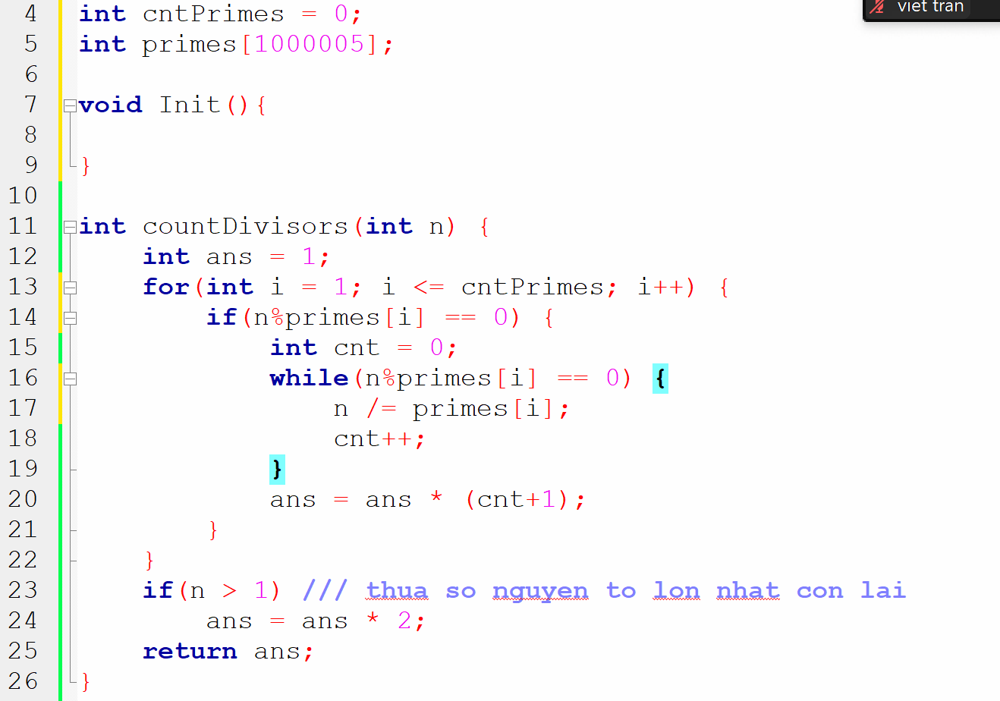 viet tran
4 int cntPrimes = 0;
5 int primes[1000005];
6
7 void Init(){
8
9 }
10
11 int countDivisors(int n) {
12 int ans = 1;
13 for(int i = 1; i <= cntPrimes; i++) {
14 if(n%primes[i] == 0) {
15 int cnt = 0;
16 while(n%primes[i] == 0) {
17 n /= primes[i];
18 cnt++;
19 }
20 ans = ans * (cnt+1);
21 }
22 }
23 if(n > 1) /// thua so nguyen to lon nhat con lai
24 ans = ans * 2;
25 return ans;
26 }